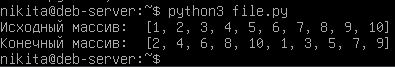 nikita@deb-server:~$ python3 file.py
Исходный массив:  [1, 2, 3, 4, 5, 6, 7, 8, 9, 10]
Конечный массив:  [2, 4, 6, 8, 10, 1, 3, 5, 7, 9]
nikita@deb-server:~$